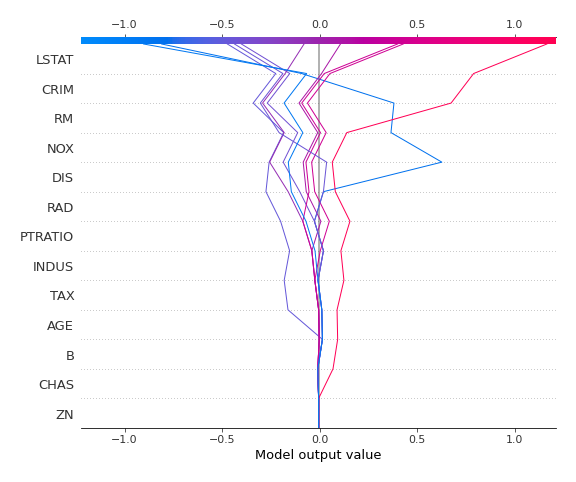 −1.0 −0.5 0.0 0.5 1.0
LSTAT
CRIM
RM
NOX
DIS
RAD
PTRATIO
INDUS
TAX
AGE
B
CHAS
ZN
−1.0 −0.5 0.0 0.5 1.0
Model output value